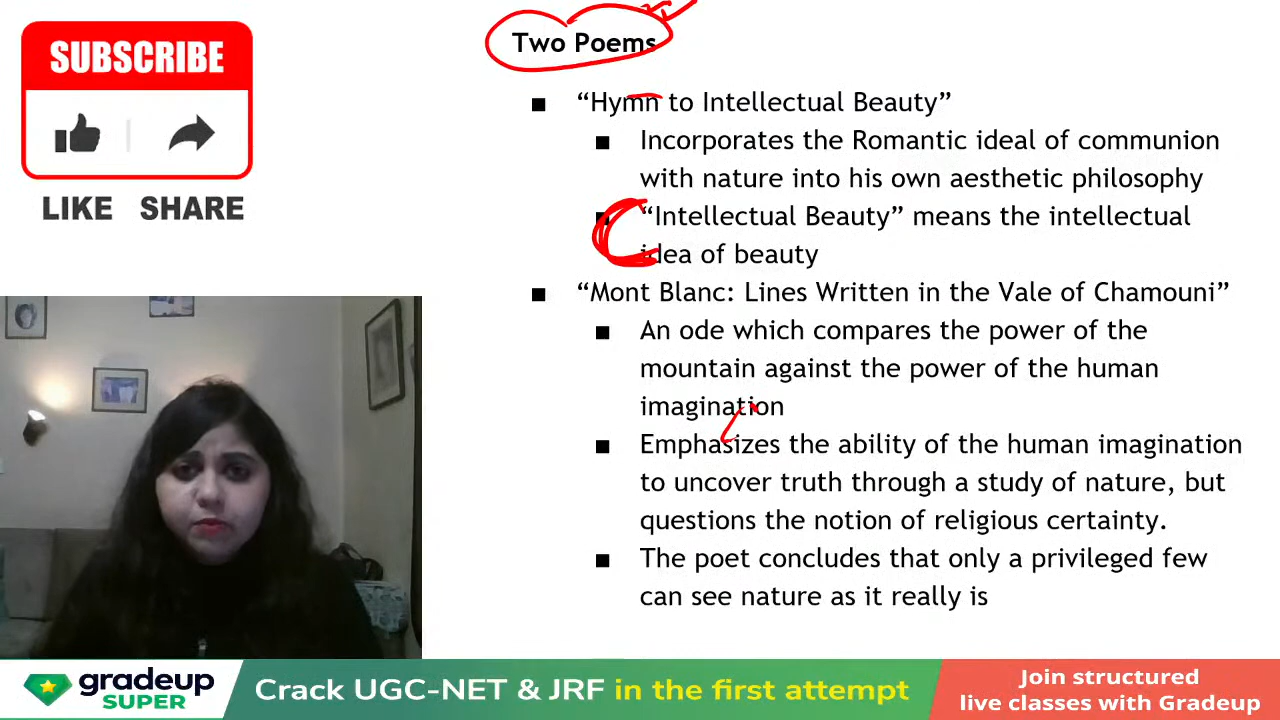 SUBSCRIBE
LIKE SHARE
Two Poems
■ “Hymn to Intellectual Beauty”
■ Incorporates the Romantic ideal of communion
with nature into his own aesthetic philosophy
■ “Intellectual Beauty” means the intellectual
idea of beauty
■ “Mont Blanc: Lines Written in the Vale of Chamouni”
■ An ode which compares the power of the
mountain against the power of the human
imagination
■ Emphasizes the ability of the human imagination
to uncover truth through a study of nature, but
questions the notion of religious certainty.
■ The poet concludes that only a privileged few
can see nature as it really is
gradeup
SUPER
Crack UGC-NET & JRF in the first attempt
Join structured
live classes with Gradeup